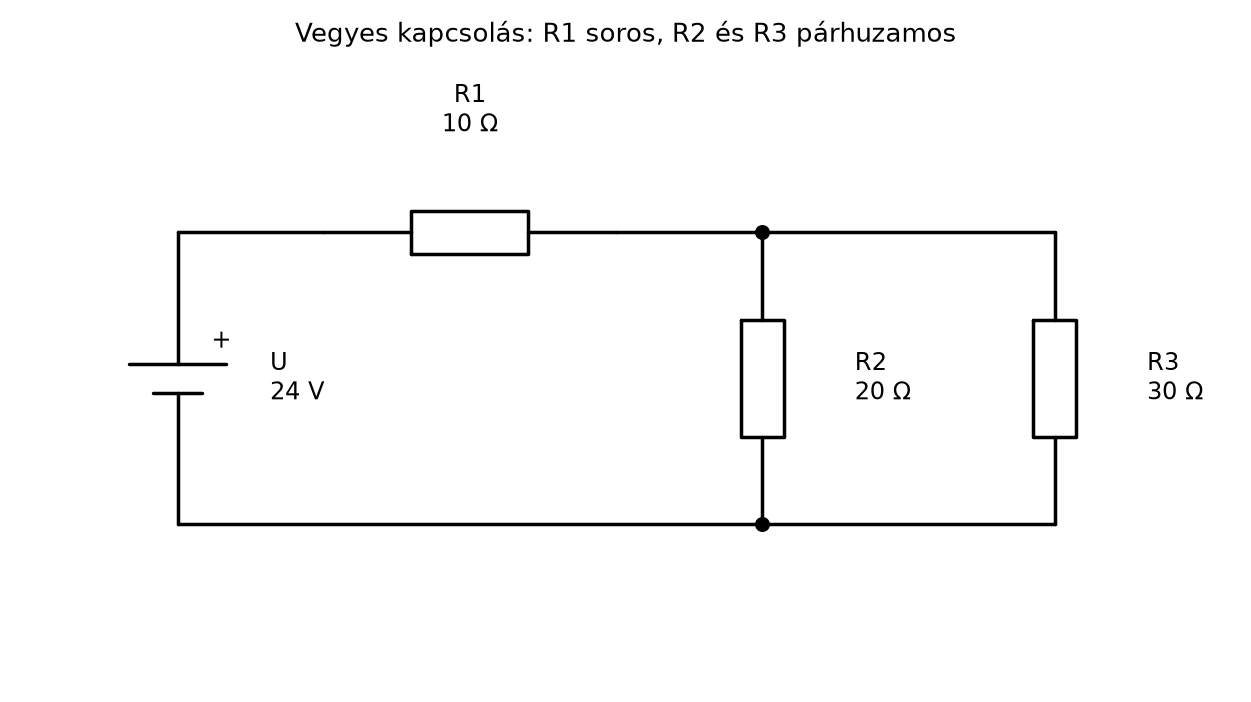 Vegyes kapcsolás: R1 soros, R2 és R3 párhuzamos
R1
10 Ω
+
U
24 V
R2
20 Ω
R3
30 Ω